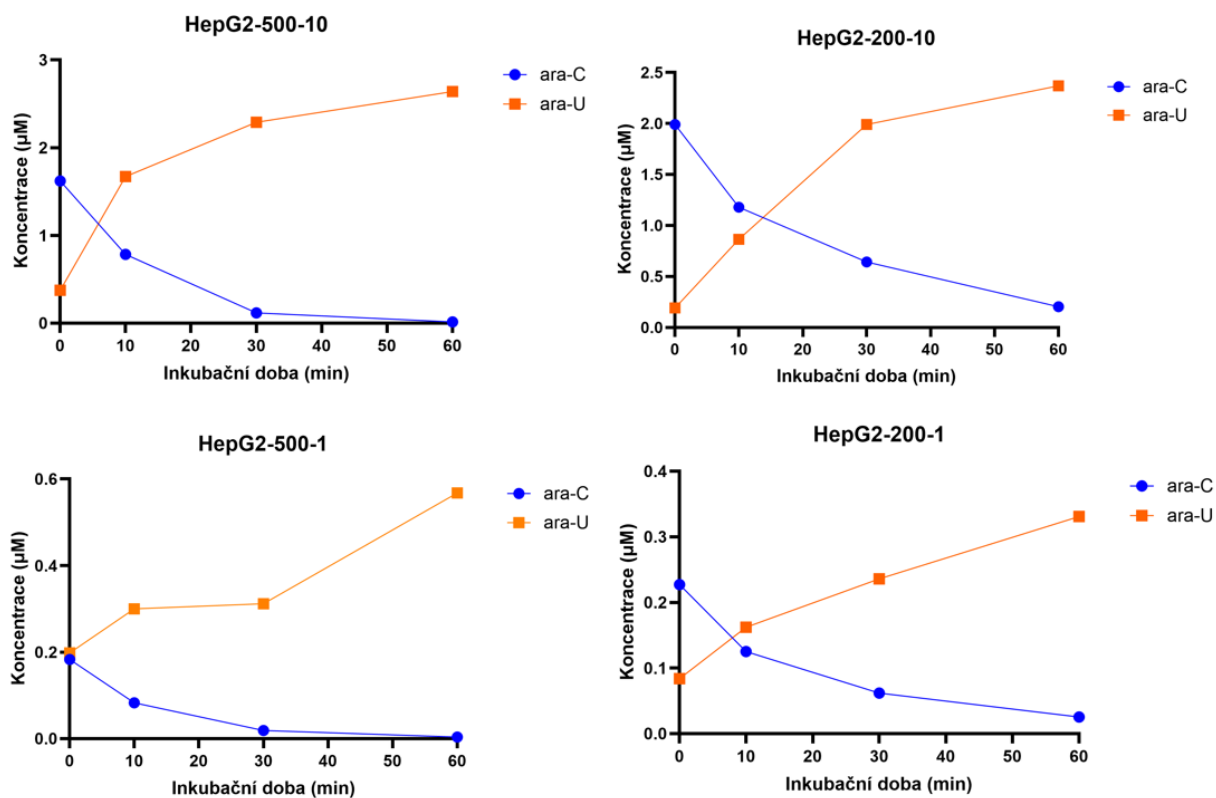 HepG2-500-10
ara-C
ara-U
Koncentrace (µM)
3
2
1
0
0 10 20 30 40 50 60
Inkubační doba (min)
HepG2-200-10
ara-C
ara-U
Koncentrace (µM)
2.5
2.0
1.5
1.0
0.5
0.0
0 10 20 30 40 50 60
Inkubační doba (min)
HepG2-500-1
ara-C
ara-U
Koncentrace (µM)
0.6
0.4
0.2
0.0
0 10 20 30 40 50 60
Inkubační doba (min)
HepG2-200-1
ara-C
ara-U
Koncentrace (µM)
0.4
0.3
0.2
0.1
0.0
0 10 20 30 40 50 60
Inkubační doba (min)